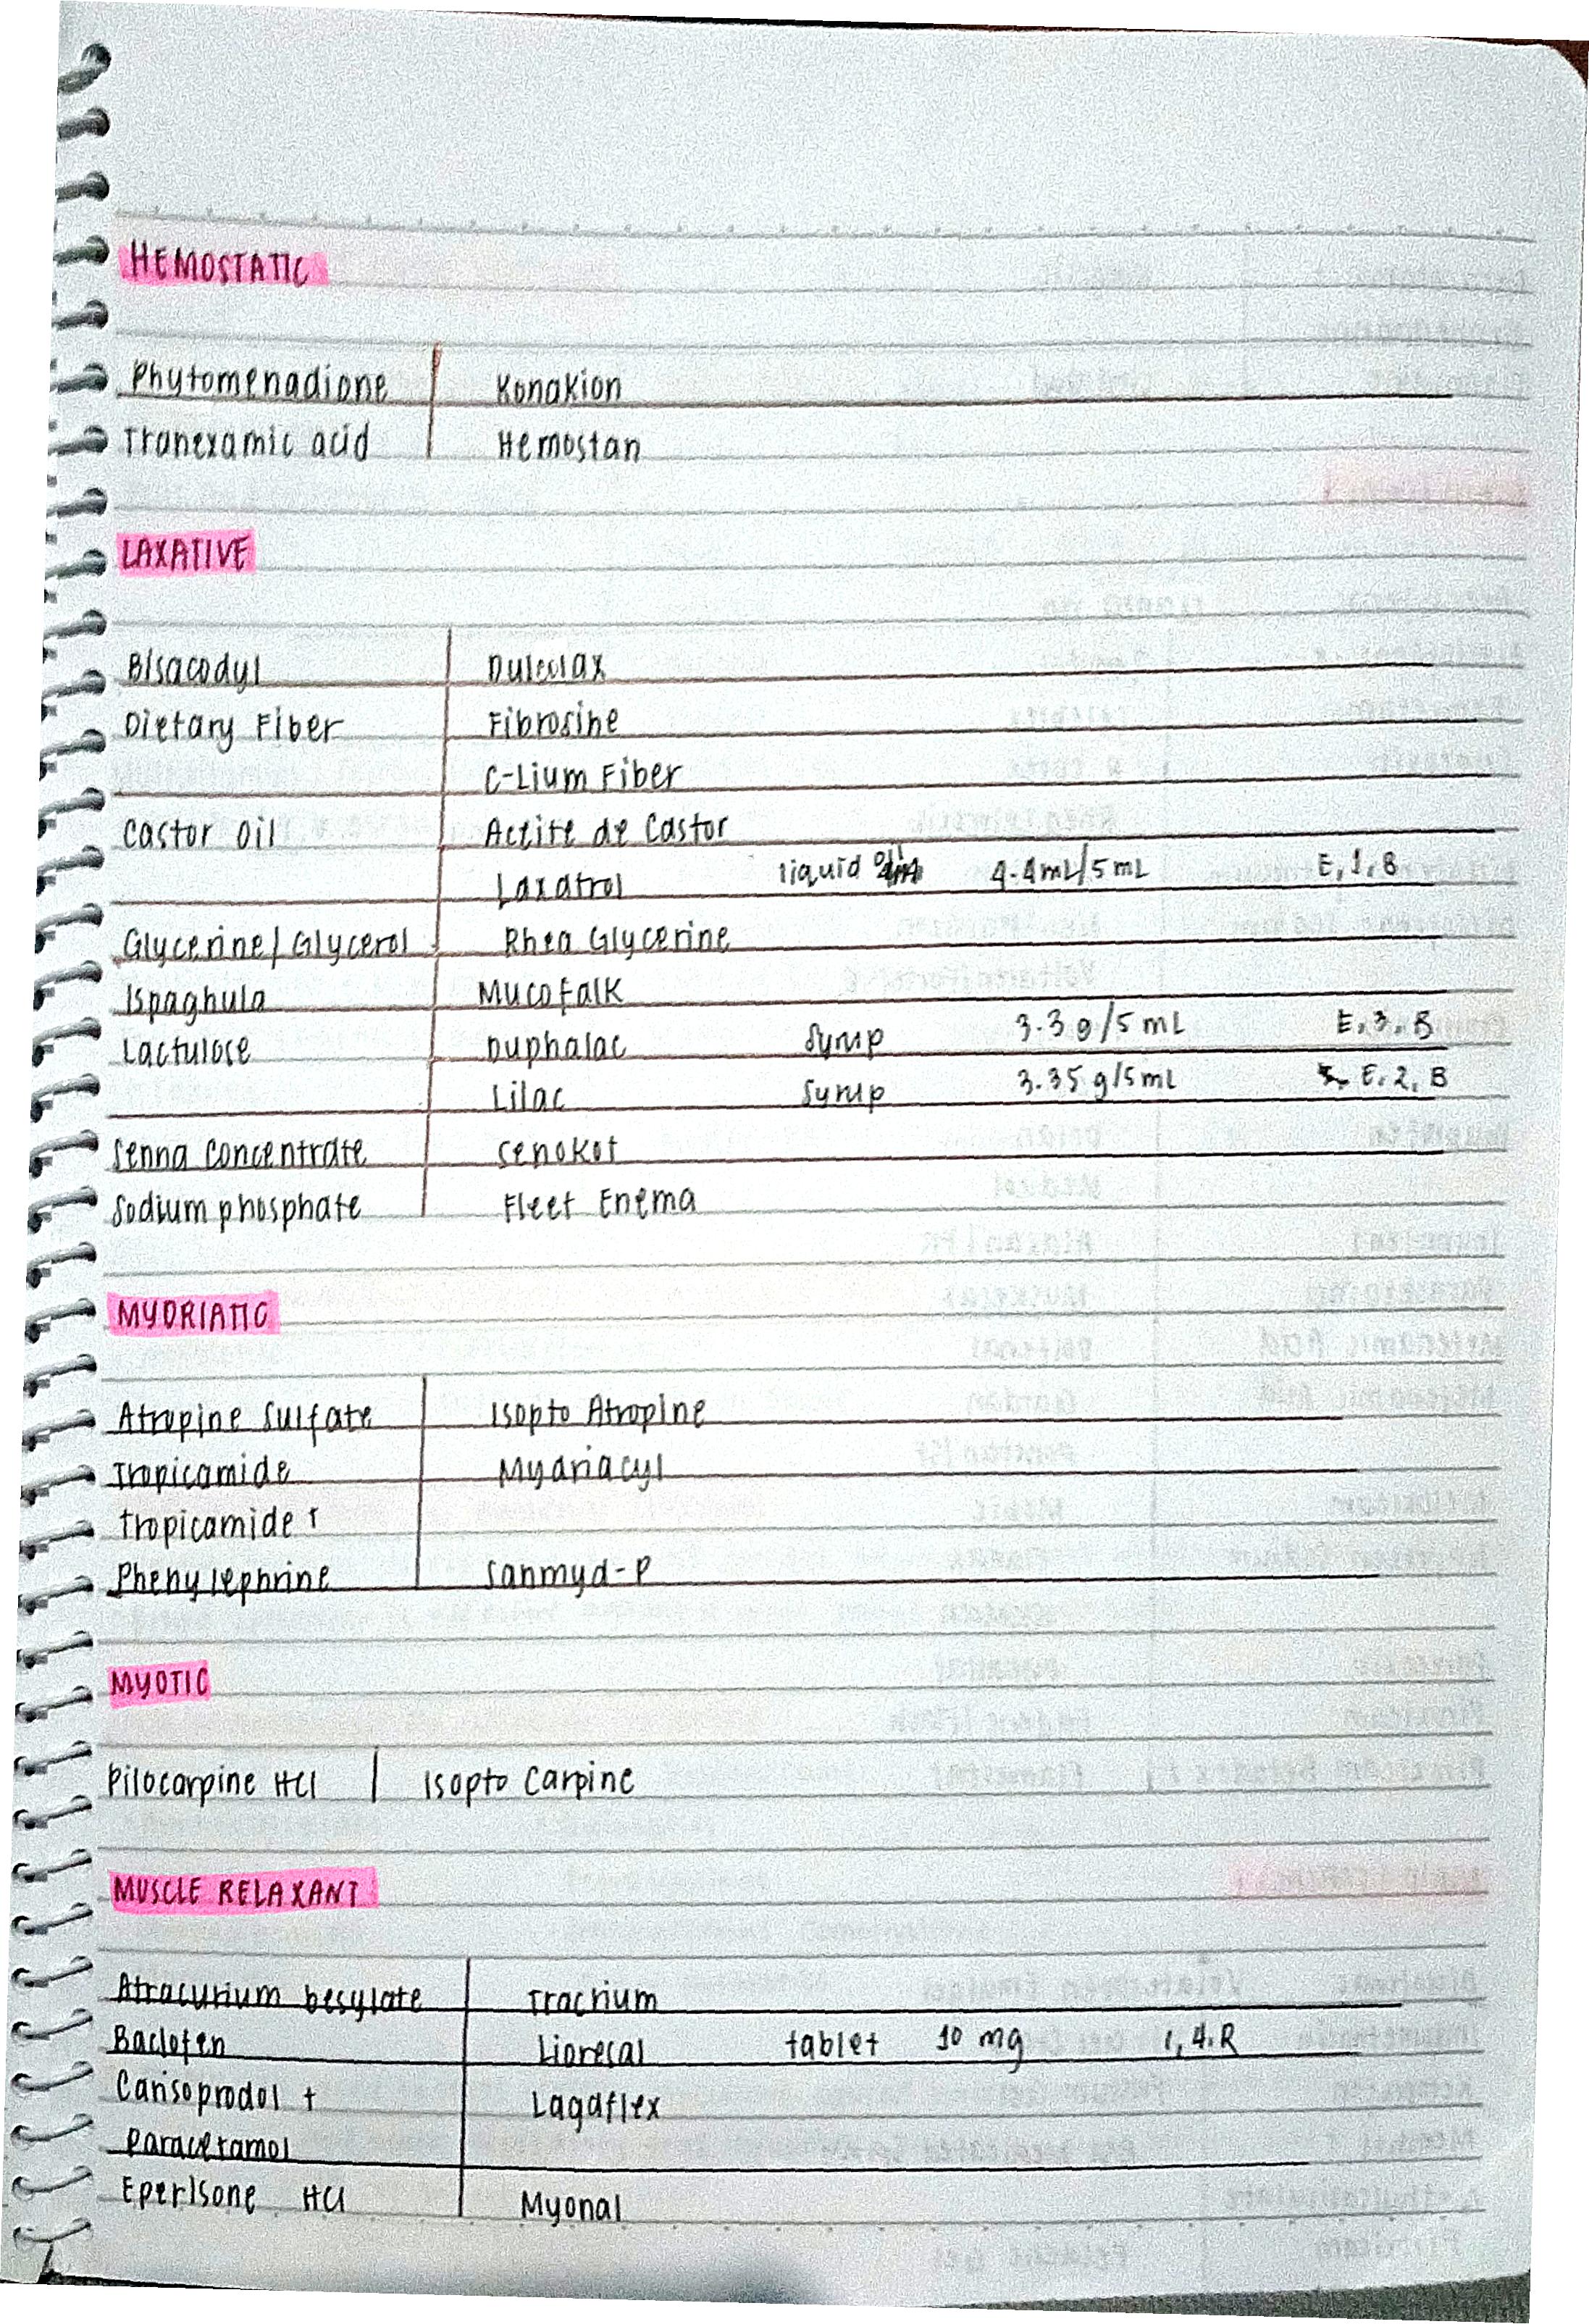 HEMOSTATIC
Phytomenadione Konakion
Tranexamic acid Hemostan
LAXATIVE
Bisacodyl Dulcolax
Dietary Fiber Fibrosine
C-Lium Fiber
Castor Oil Aceite de Castor
Laxatrol liquid oil 4.4mL/5mL E,1,B
Glycerine/Glycerol Rhea Glycerine
Ispaghula Mucofalk
Lactulose Duphalac Syrup 3.3g/5mL E,3,B
Lilac Syrup 3.35g/5mL E,2,B
Senna Concentrate Senokot
Sodium phosphate Fleet Enema
MYDRIATIC
Atropine Sulfate Isopto Atropine
Tropicamide Mydriacyl
Tropicamide +
Phenylephrine Sanmyd-P
MYOTIC
Pilocarpine HCl Isopto Carpine
MUSCLE RELAXANT
Atracurium besylate Tracrium
Baclofen Lioresal tablet 10 mg 1,4,R
Carisoprodol + Lagaflex
Paracetamol
Eperisone HCl Myonal